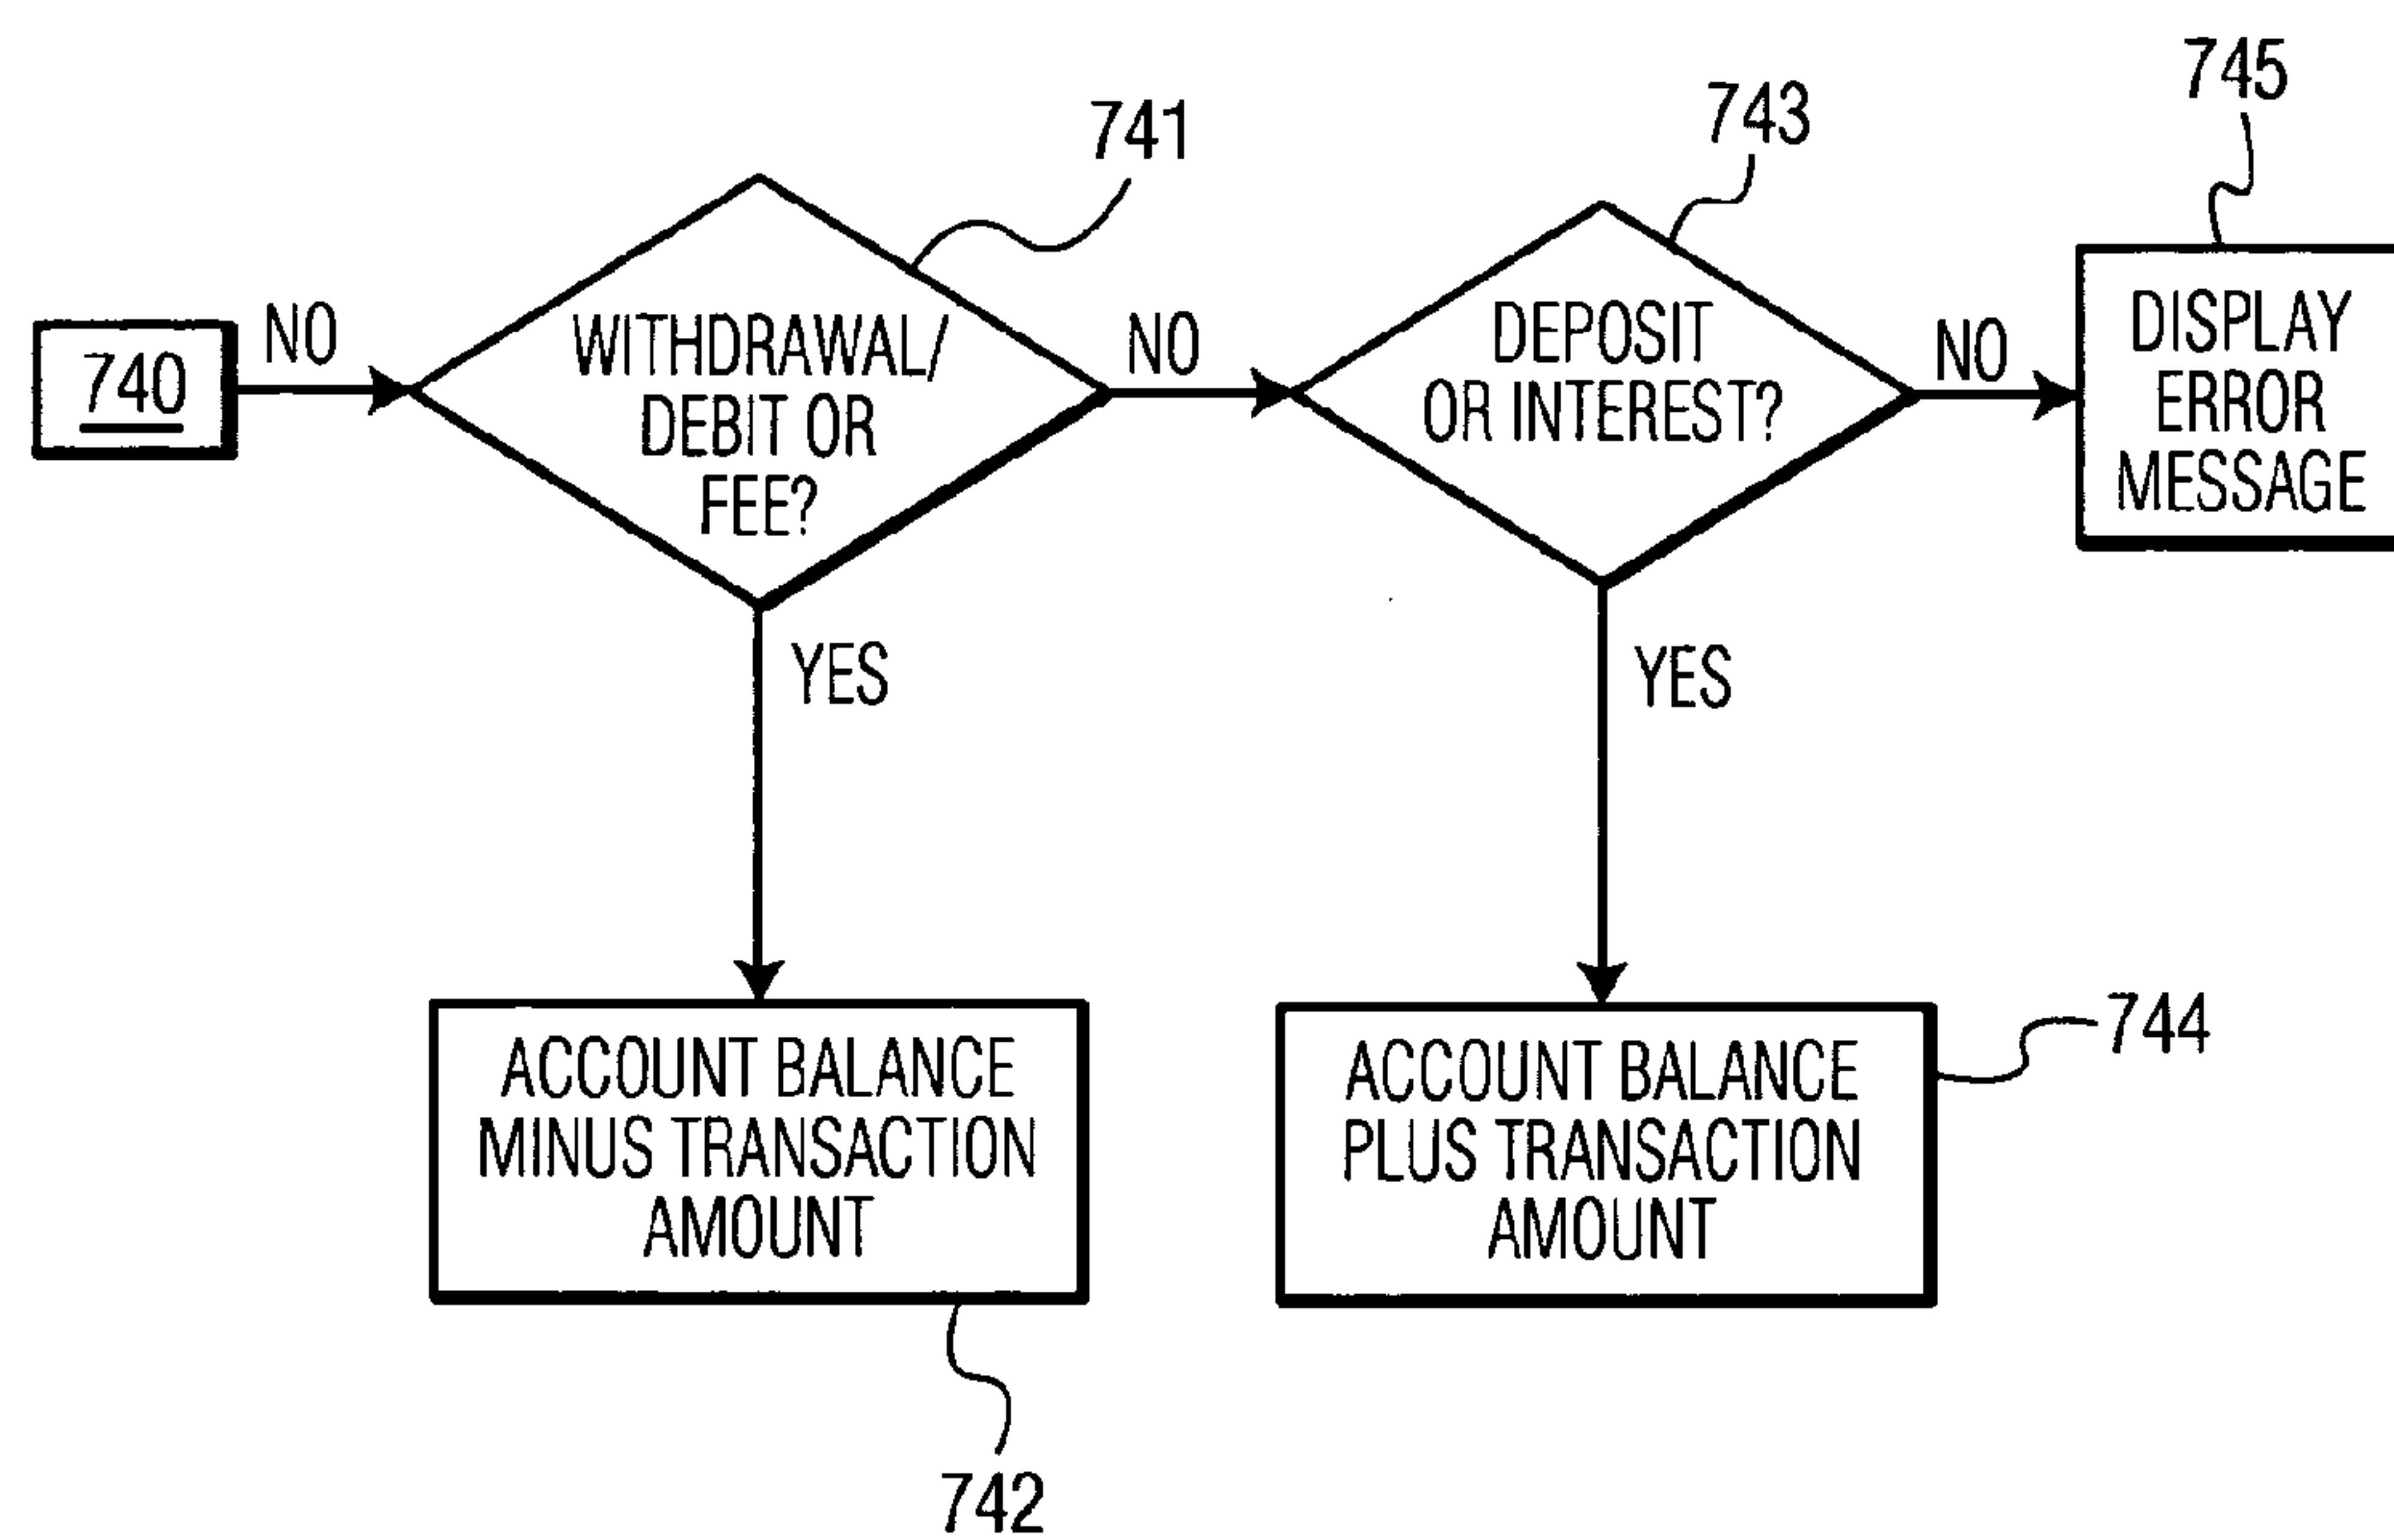 745
743
741
740
NO
WITHDRAWAL/
DEBIT OR
FEE?
NO
DEPOSIT
OR INTEREST?
NO
DISPLAY
ERROR
MESSAGE
YES
YES
ACCOUNT BALANCE
MINUS TRANSACTION
AMOUNT
ACCOUNT BALANCE
PLUS TRANSACTION
AMOUNT
744
742